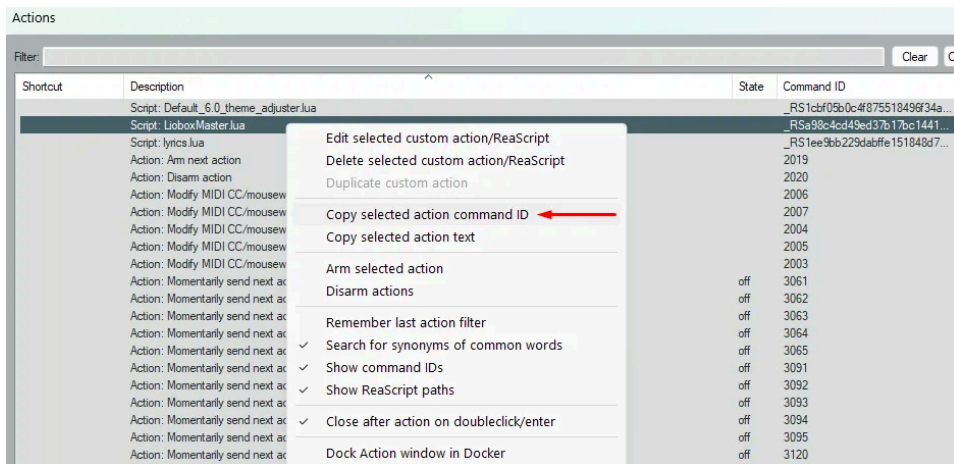 Actions
Filter: Clear C
Shortcut Description State Command ID
Script: Default_6.0_theme_adjuster.lua _RS1cbf05b0c4f875518496f34a...
Script: LioboxMaster.lua _RSa98c4cd49ed37b17bc1441...
Script: lyrics.lua _RS1ee9bb229dabffe151848d7...
Action: Arm next action 2019
Action: Disarm action 2020
Action: Modify MIDI CC/mousew 2006
Action: Modify MIDI CC/mousew 2007
Action: Modify MIDI CC/mousew 2004
Action: Modify MIDI CC/mousew 2005
Action: Modify MIDI CC/mousew 2003
Action: Momentarily send next ac off 3061
Action: Momentarily send next ac off 3062
Action: Momentarily send next ac off 3063
Action: Momentarily send next ac off 3064
Action: Momentarily send next ac off 3065
Action: Momentarily send next ac off 3091
Action: Momentarily send next ac off 3092
Action: Momentarily send next ac off 3093
Action: Momentarily send next ac off 3094
Action: Momentarily send next ac off 3095
Action: Momentarily send next ac off 3120
Edit selected custom action/ReaScript
Delete selected custom action/ReaScript
Duplicate custom action
Copy selected action command ID
Copy selected action text
Arm selected action
Disarm actions
Remember last action filter
Search for synonyms of common words
Show command IDs
Show ReaScript paths
Close after action on doubleclick/enter
Dock Action window in Docker